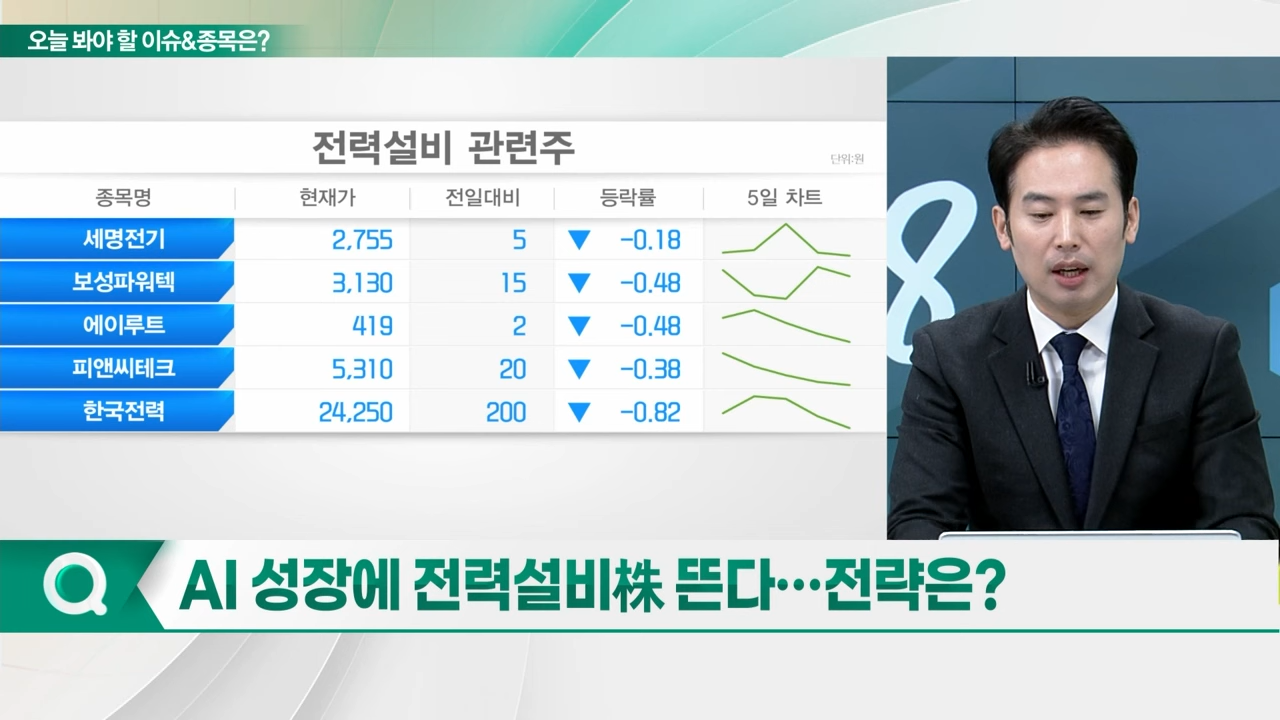 오늘 봐야 할 이슈&종목은?
전력설비 관련주
단위:원
종목명 현재가 전일대비 등락률 5일 차트
세명전기 2,755 5 ▼ -0.18
보성파워텍 3,130 15 ▼ -0.48
에이루트 419 2 ▼ -0.48
피앤씨테크 5,310 20 ▼ -0.38
한국전력 24,250 200 ▼ -0.82
8
AI 성장에 전력설비株 뜬다…전략은?